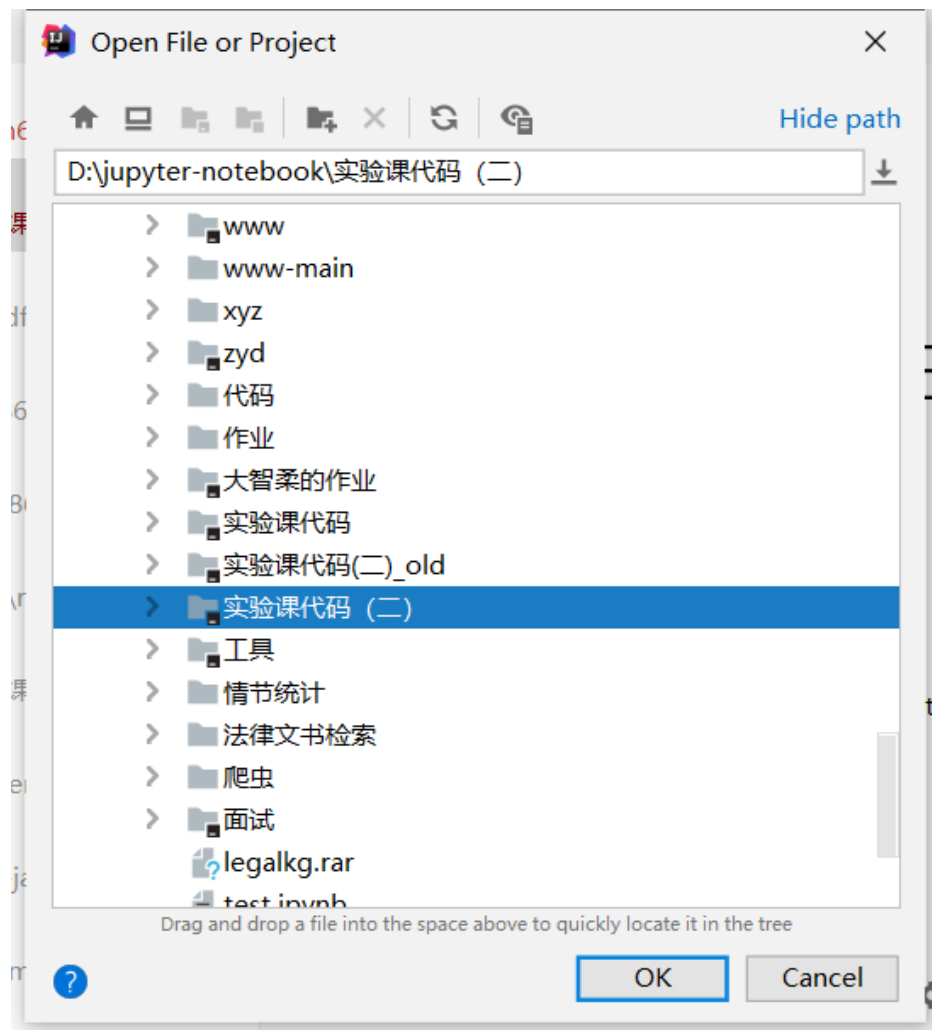 Open File or Project
Hide path
D:\jupyter-notebook\实验课代码（二）
www
www-main
xyz
zyd
代码
作业
大智柔的作业
实验课代码
实验课代码(二)_old
实验课代码（二）
工具
情节统计
法律文书检索
爬虫
面试
legalkg.rar
test.ipynb
Drag and drop a file into the space above to quickly locate it in the tree
?
OK
Cancel